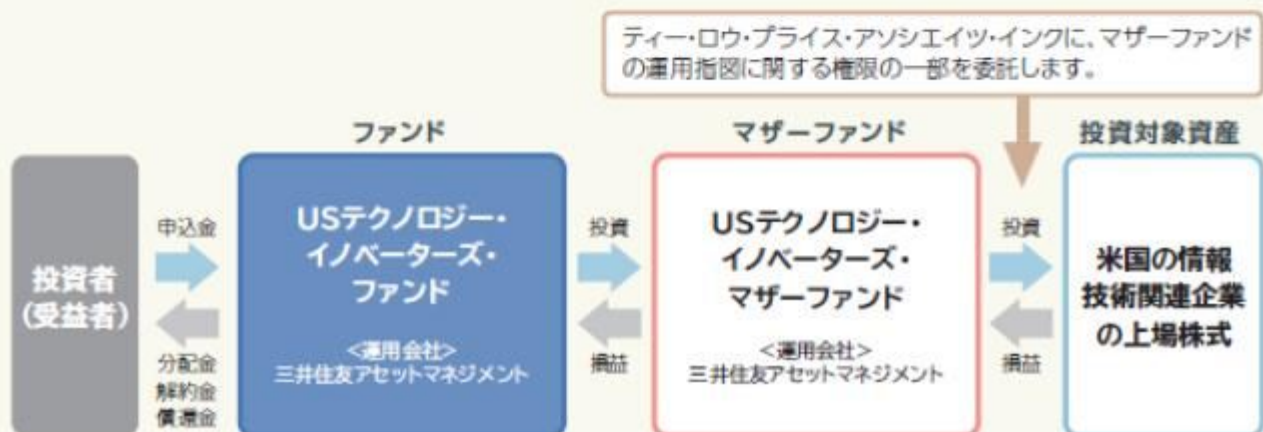 ティー・ロウ・プライス・アソシエイツ・インクに、マザーファンド
の運用指図に関する権限の一部を委託します。
ファンド
マザーファンド
投資対象資産
投資者
(受益者)
申込金
分配金
解約金
償還金
USテクノロジー・
イノベーターズ・
ファンド
<運用会社>
三井住友アセットマネジメント
投資
損益
USテクノロジー・
イノベーターズ・
マザーファンド
<運用会社>
三井住友アセットマネジメント
投資
損益
米国の情報
技術関連企業
の上場株式